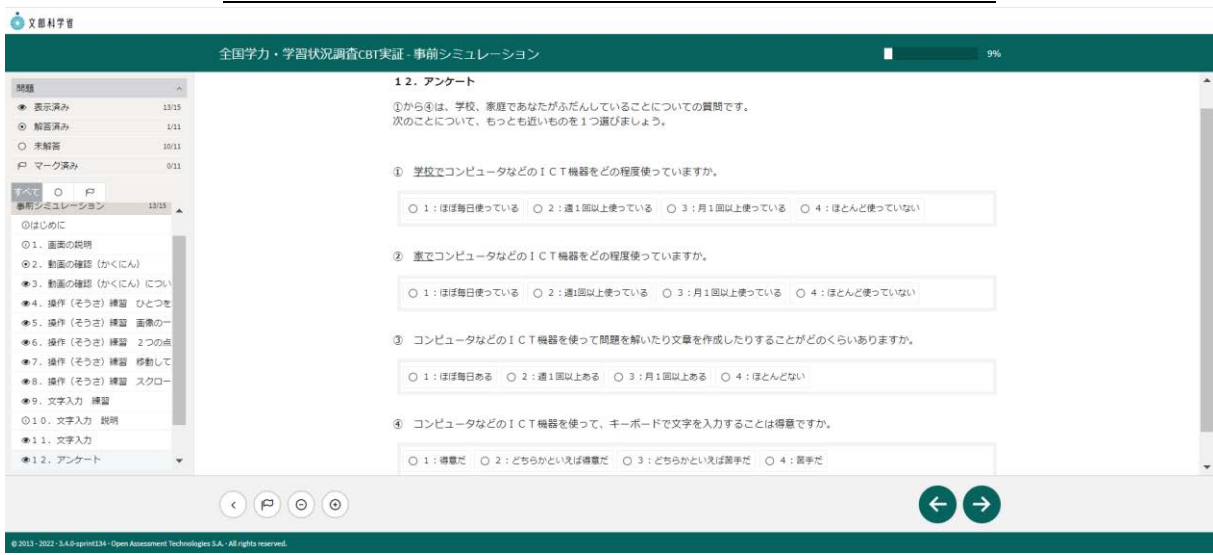 文部科学省
全国学力・学習状況調査CBT実証 - 事前シミュレーション
9%
問題
表示済み 13/15
解答済み 1/11
未解答 10/11
マーク済み 0/11
すべて
事前シミュレーション 13/15
はじめに
1．画面の説明
2．動画の確認（かくにん）
3．動画の確認（かくにん）につい
4．操作（そうさ）練習 ひとつを
5．操作（そうさ）練習 画像の一
6．操作（そうさ）練習 2つの点
7．操作（そうさ）練習 移動して
8．操作（そうさ）練習 スクロー
9．文字入力 練習
10．文字入力 説明
11．文字入力
12．アンケート
12．アンケート
①から④は、学校、家庭であなたがふだんしていることについての質問です。
次のことについて、もっとも近いものを1つ選びましょう。
① 学校でコンピュータなどのICT機器をどの程度使っていますか。
1：ほぼ毎日使っている 2：週1回以上使っている 3：月1回以上使っている 4：ほとんど使っていない
② 家でコンピュータなどのICT機器をどの程度使っていますか。
1：ほぼ毎日使っている 2：週1回以上使っている 3：月1回以上使っている 4：ほとんど使っていない
③ コンピュータなどのICT機器を使って問題を解いたり文章を作成したりすることがどのくらいありますか。
1：ほぼ毎日ある 2：週1回以上ある 3：月1回以上ある 4：ほとんどない
④ コンピュータなどのICT機器を使って、キーボードで文字を入力することは得意ですか。
1：得意だ 2：どちらかといえば得意だ 3：どちらかといえば苦手だ 4：苦手だ
© 2013 - 2022 - 3.4.0-sprint134 - Open Assessment Technologies S.A. - All rights reserved.